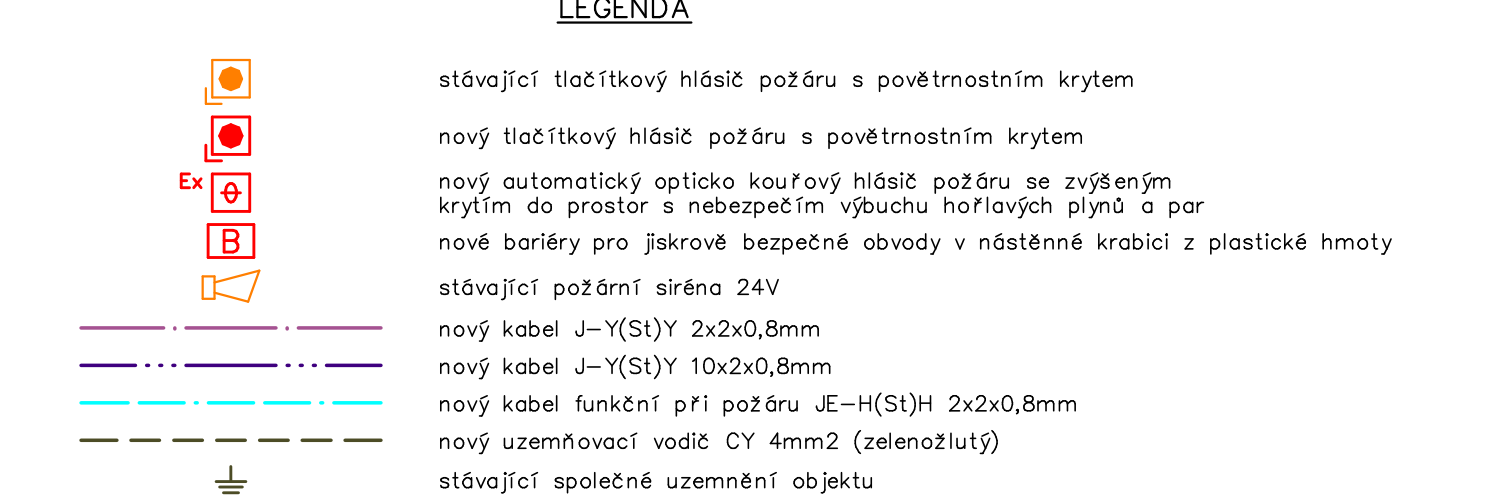 LEGENDA
stávající tlačítkový hlásič požáru s povětrnostním krytem
nový tlačítkový hlásič požáru s povětrnostním krytem
Ex
nový automatický opticko kouřový hlásič požáru se zvýšeným
krytím do prostor s nebezpečím výbuchu hořlavých plynů a par
B
nové bariéry pro jiskrově bezpečné obvody v nástěnné krabici z plastické hmoty
stávající požární siréna 24V
nový kabel J-Y(St)Y 2x2x0,8mm
nový kabel J-Y(St)Y 10x2x0,8mm
nový kabel funkční při požáru JE-H(St)H 2x2x0,8mm
nový uzemňovací vodič CY 4mm2 (zelenožlutý)
stávající společné uzemnění objektu